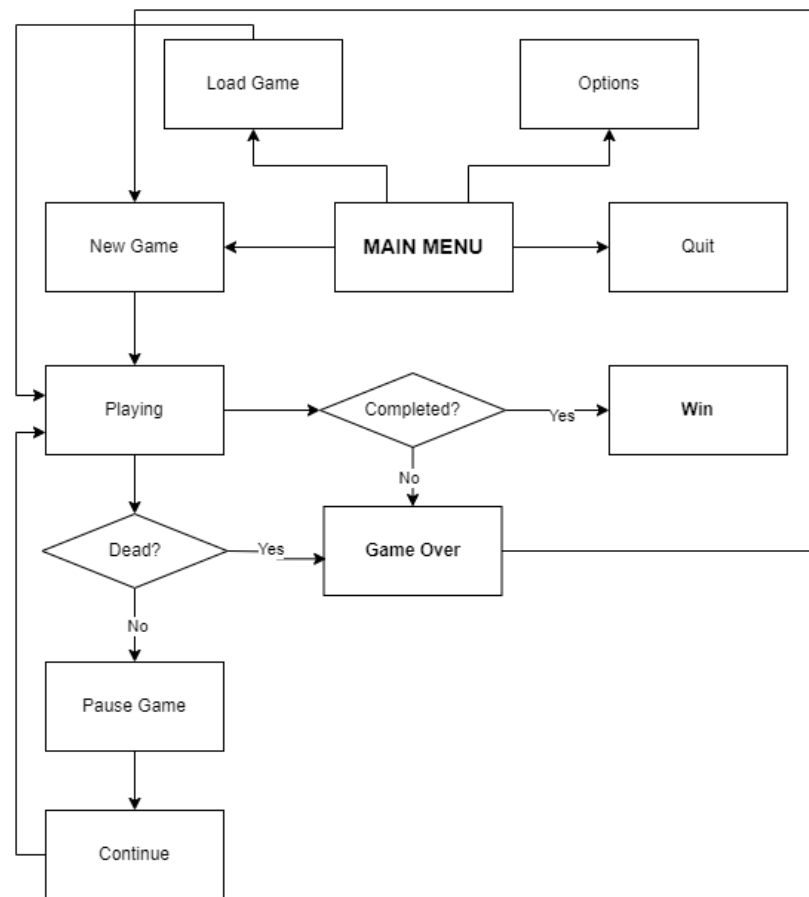 Load Game
Options
New Game
MAIN MENU
Quit
Playing
Completed?
Yes
Win
No
Dead?
Yes
Game Over
No
Pause Game
Continue